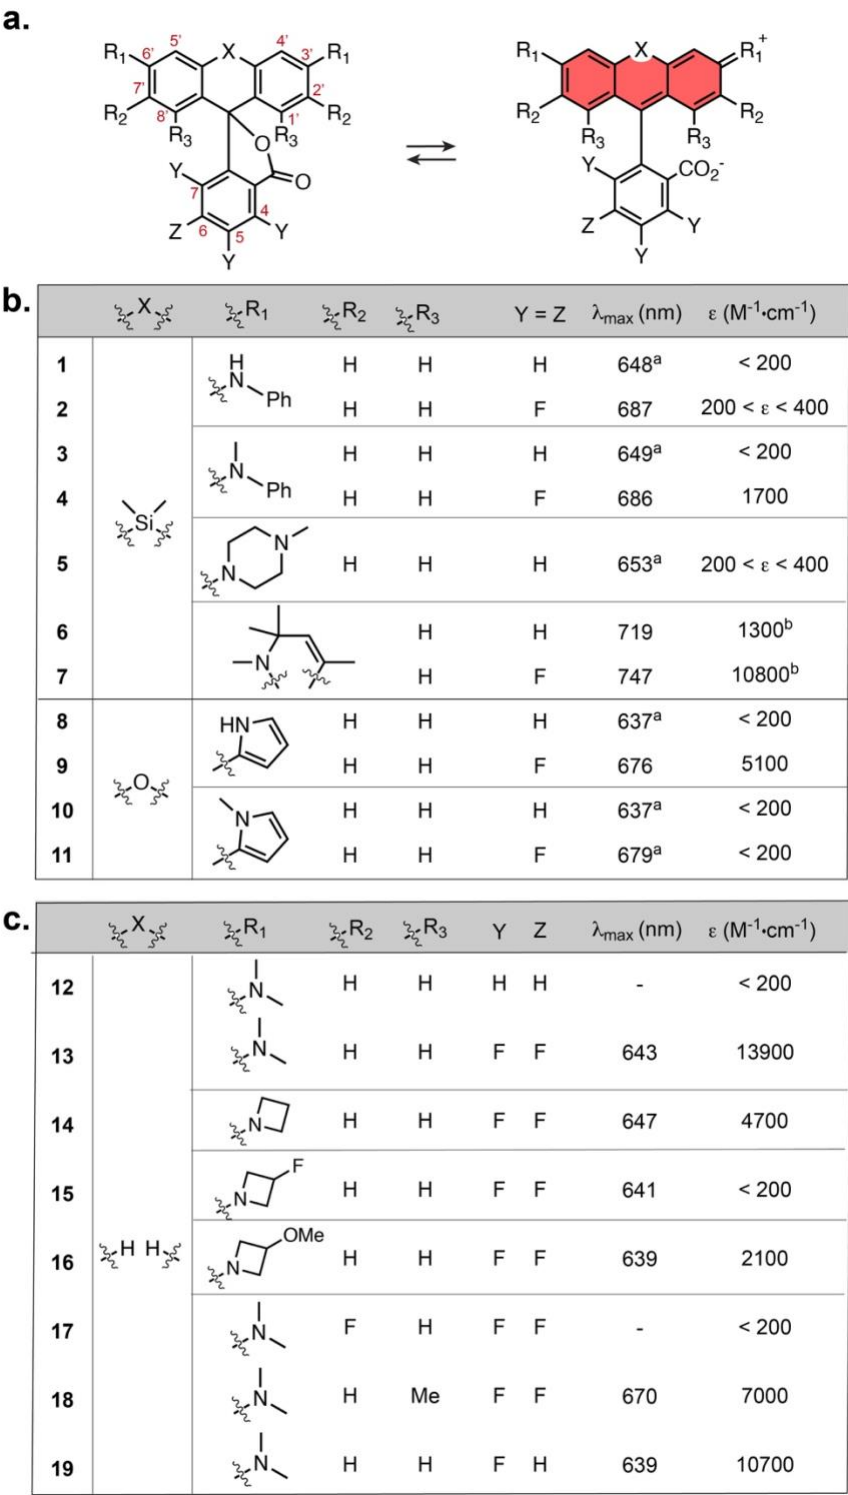 a.
R1 6' 5' X 4' 3' R1
7' 2'
R2 8' 1' R2
R3 R3
O
Y O
7
Z 6 5 4 Y
Y
R1 X R1+
R2 R2
R3 R3
Y CO2-
Z Y
Y
b.
X R1 R2 R3 Y = Z λmax (nm) ε (M-1•cm-1)
1 H N Ph H H H 648a < 200
2 H H F 687 200 < ε < 400
3 N Ph H H H 649a < 200
4 H H F 686 1700
Si
5 N N H H H 653a 200 < ε < 400
6 N H H 719 1300b
7 H F 747 10800b
8 HN H H H 637a < 200
9 H H F 676 5100
O
10 N H H H 637a < 200
11 H H F 679a < 200
c.
X R1 R2 R3 Y Z λmax (nm) ε (M-1•cm-1)
12 N H H H H - < 200
13 N H H F F 643 13900
14 N H H F F 647 4700
15 N F H H F F 641 < 200
H H
16 N OMe H H F F 639 2100
17 N F H F F - < 200
18 N H Me F F 670 7000
19 N H H F H 639 10700